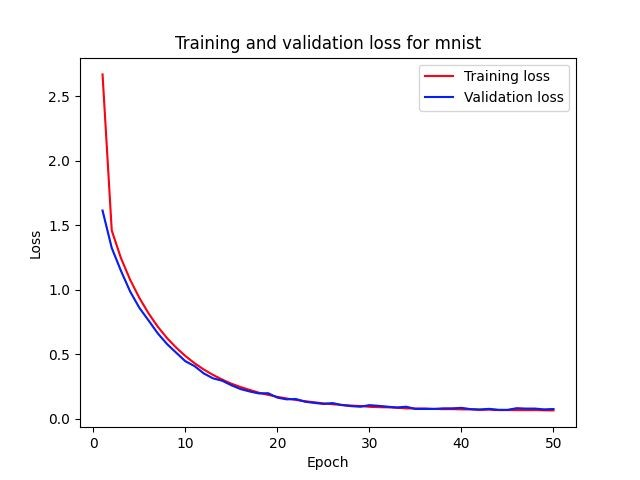 Training and validation loss for mnist
Training loss
Validation loss
2.5
2.0
1.5
1.0
0.5
0.0
Loss
0 10 20 30 40 50
Epoch